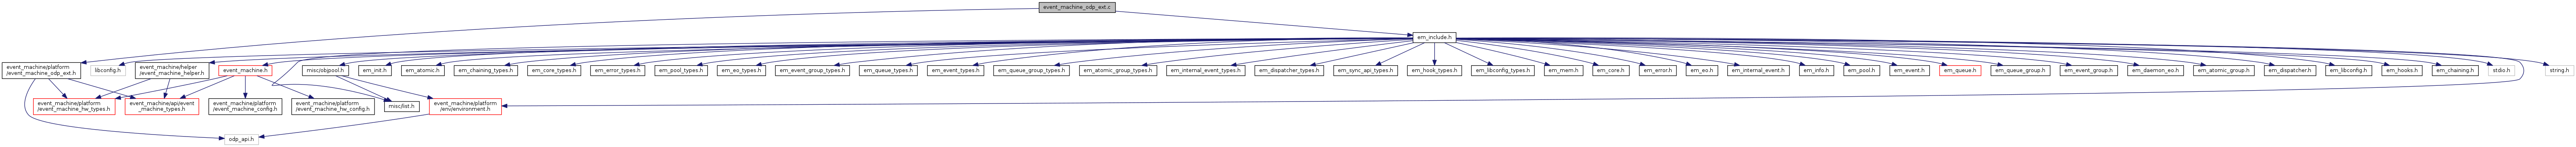 event_machine_odp_ext.c
em_include.h
event_machine/platform
/event_machine_odp_ext.h
libconfig.h
event_machine/helper
/event_machine_helper.h
event_machine.h
misc/objpool.h
em_init.h
em_atomic.h
em_chaining_types.h
em_core_types.h
em_error_types.h
em_pool_types.h
em_eo_types.h
em_event_group_types.h
em_queue_types.h
em_event_types.h
em_queue_group_types.h
em_atomic_group_types.h
em_internal_event_types.h
em_dispatcher_types.h
em_sync_api_types.h
em_hook_types.h
em_libconfig_types.h
em_mem.h
em_core.h
em_error.h
em_eo.h
em_internal_event.h
em_info.h
em_pool.h
em_event.h
em_queue.h
em_queue_group.h
em_event_group.h
em_daemon_eo.h
em_atomic_group.h
em_dispatcher.h
em_libconfig.h
em_hooks.h
em_chaining.h
stdio.h
string.h
event_machine/platform
/event_machine_hw_types.h
event_machine/api/event
_machine_types.h
event_machine/platform
/event_machine_config.h
event_machine/platform
/event_machine_hw_config.h
misc/list.h
event_machine/platform
/env/environment.h
odp_api.h